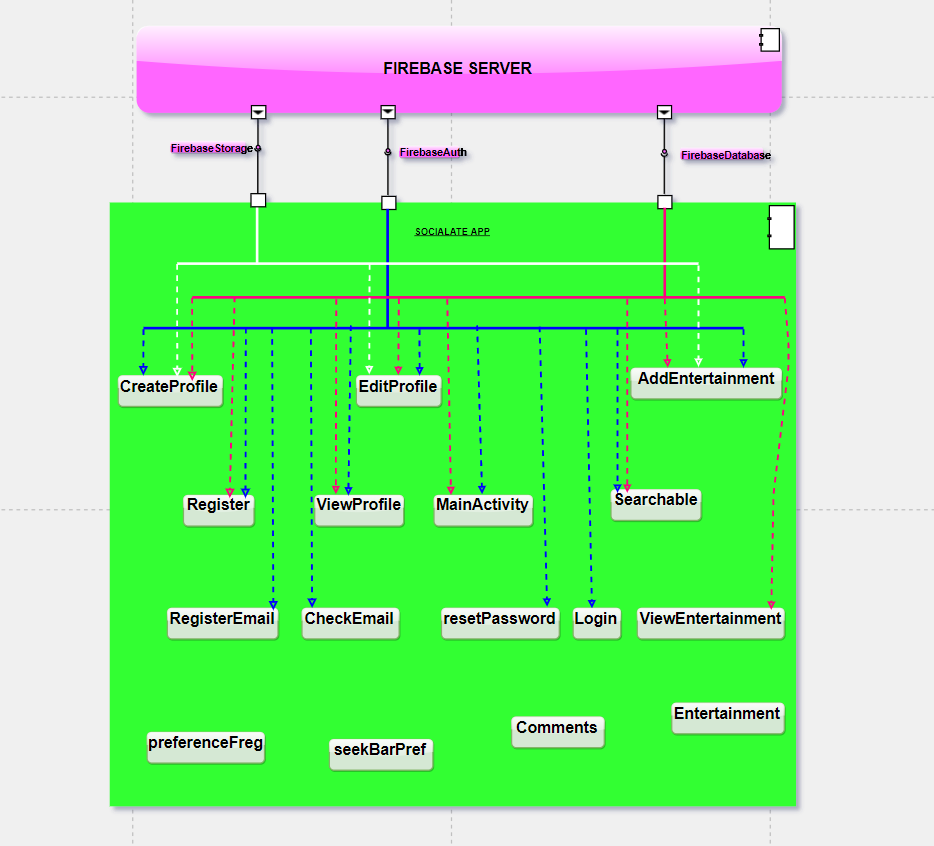 FIREBASE SERVER
FirebaseStorage
FirebaseAuth
FirebaseDatabase
SOCIALATE APP
CreateProfile
EditProfile
AddEntertainment
Register
ViewProfile
MainActivity
Searchable
RegisterEmail
CheckEmail
resetPassword
Login
ViewEntertainment
preferenceFreg
seekBarPref
Comments
Entertainment